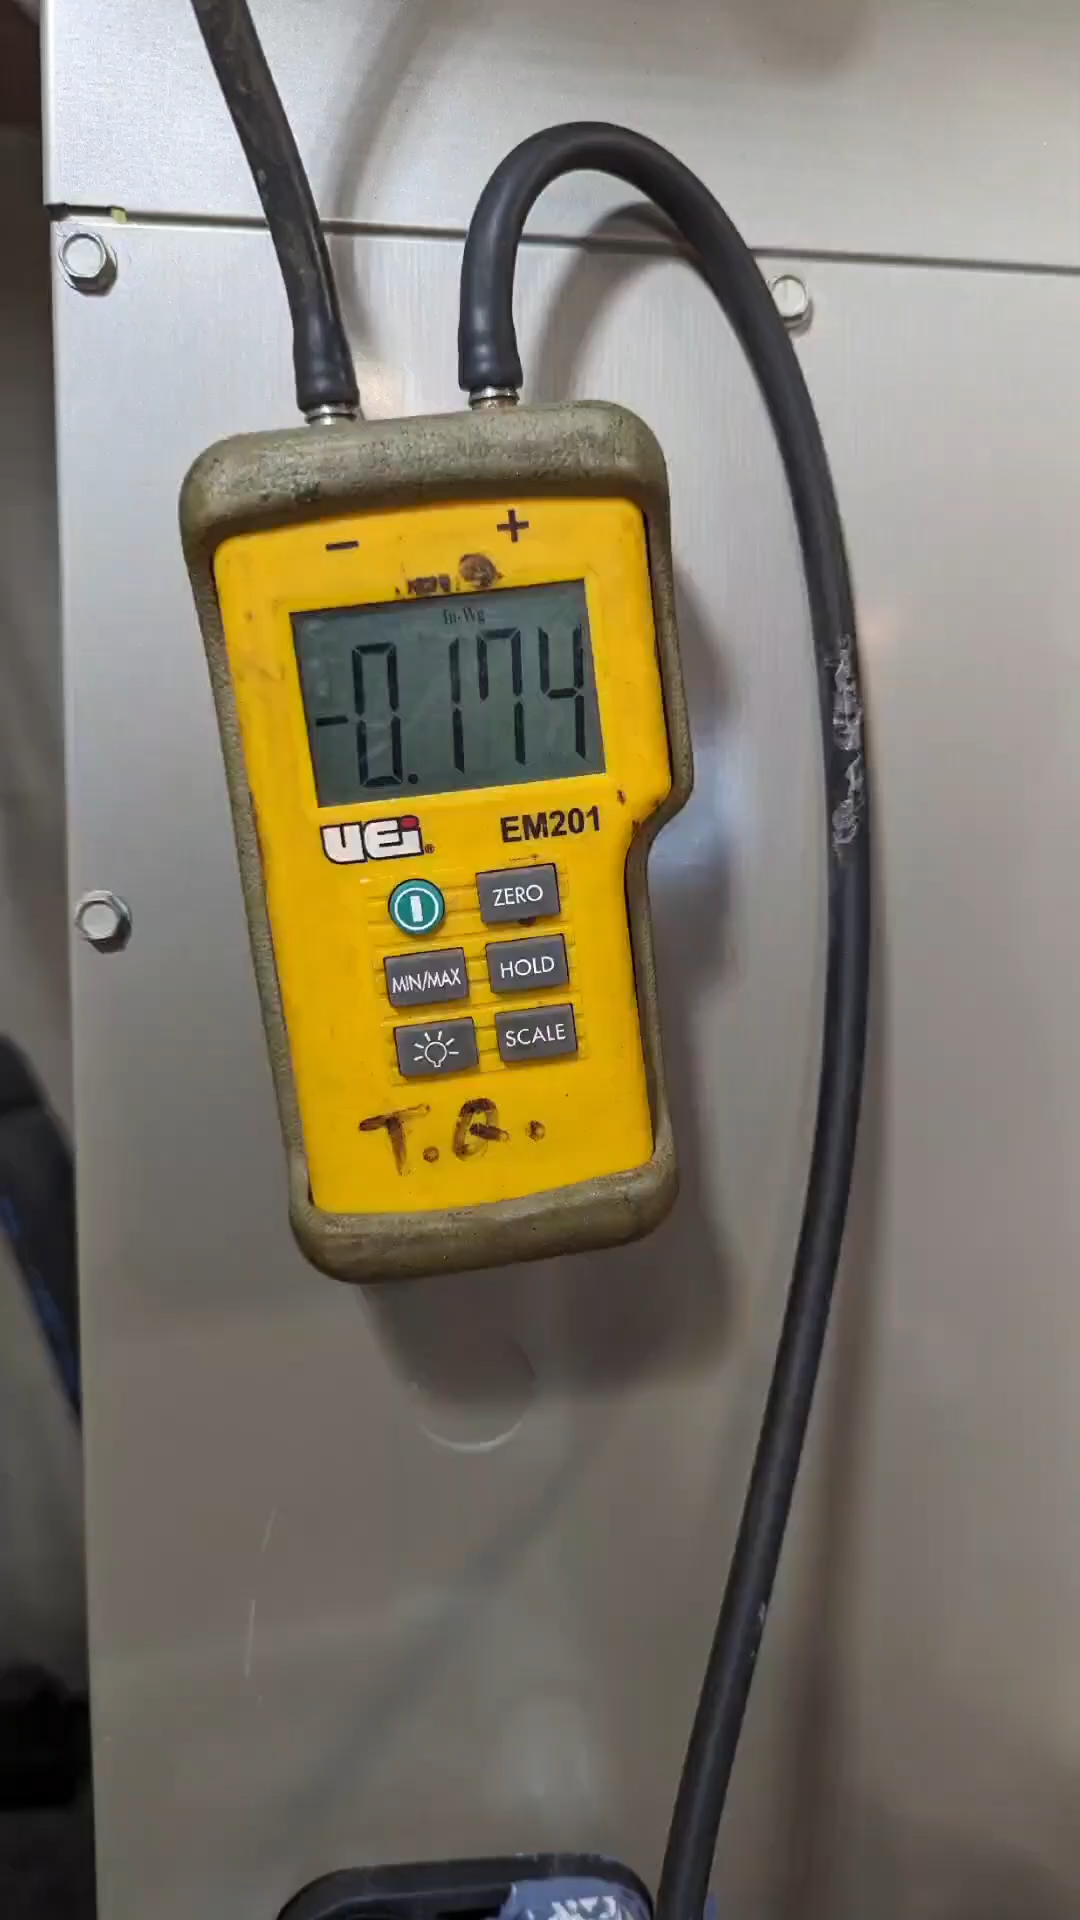 − +
In.Wg
-0.174
UEi® EM201
ZERO
MIN/MAX HOLD
SCALE
T.Q.